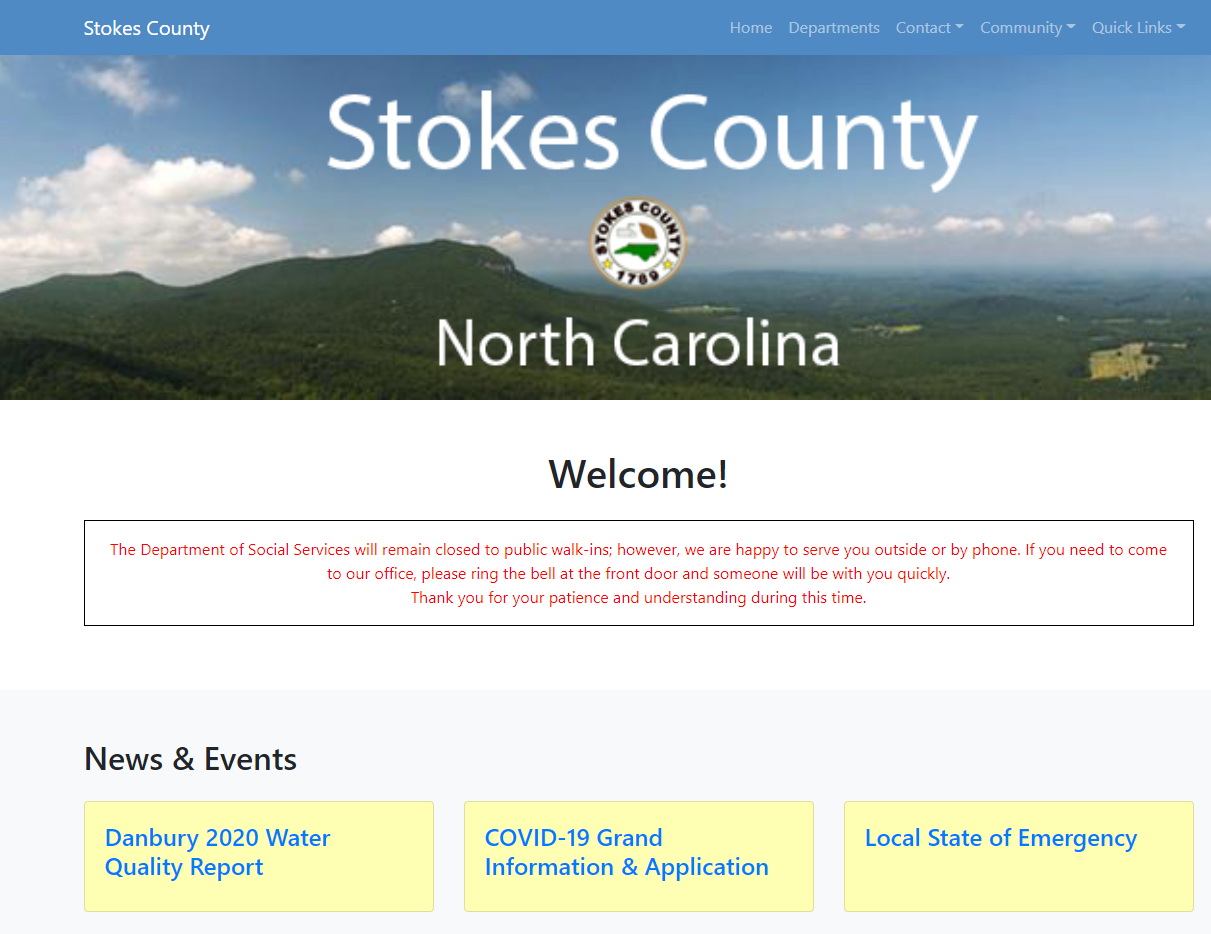 Stokes County
Home Departments Contact Community Quick Links
Stokes County
STOKES COUNTY
1789
North Carolina
Welcome!
The Department of Social Services will remain closed to public walk-ins; however, we are happy to serve you outside or by phone. If you need to come
to our office, please ring the bell at the front door and someone will be with you quickly.
Thank you for your patience and understanding during this time.
News & Events
Danbury 2020 Water
Quality Report
COVID-19 Grand
Information & Application
Local State of Emergency